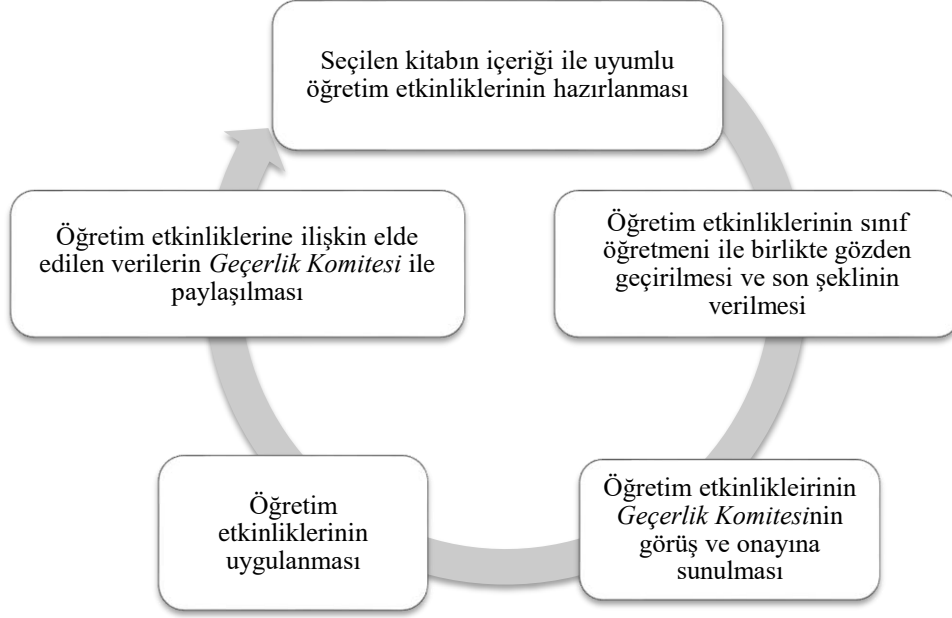 Seçilen kitabın içeriği ile uyumlu
öğretim etkinliklerinin hazırlanması
Öğretim etkinliklerinin sınıf
öğretmeni ile birlikte gözden
geçirilmesi ve son şeklinin
verilmesi
Öğretim etkinlikleirinin
Geçerlik Komitesinin
görüş ve onayına
sunulması
Öğretim
etkinliklerinin
uygulanması
Öğretim etkinliklerine ilişkin elde
edilen verilerin Geçerlik Komitesi ile
paylaşılması